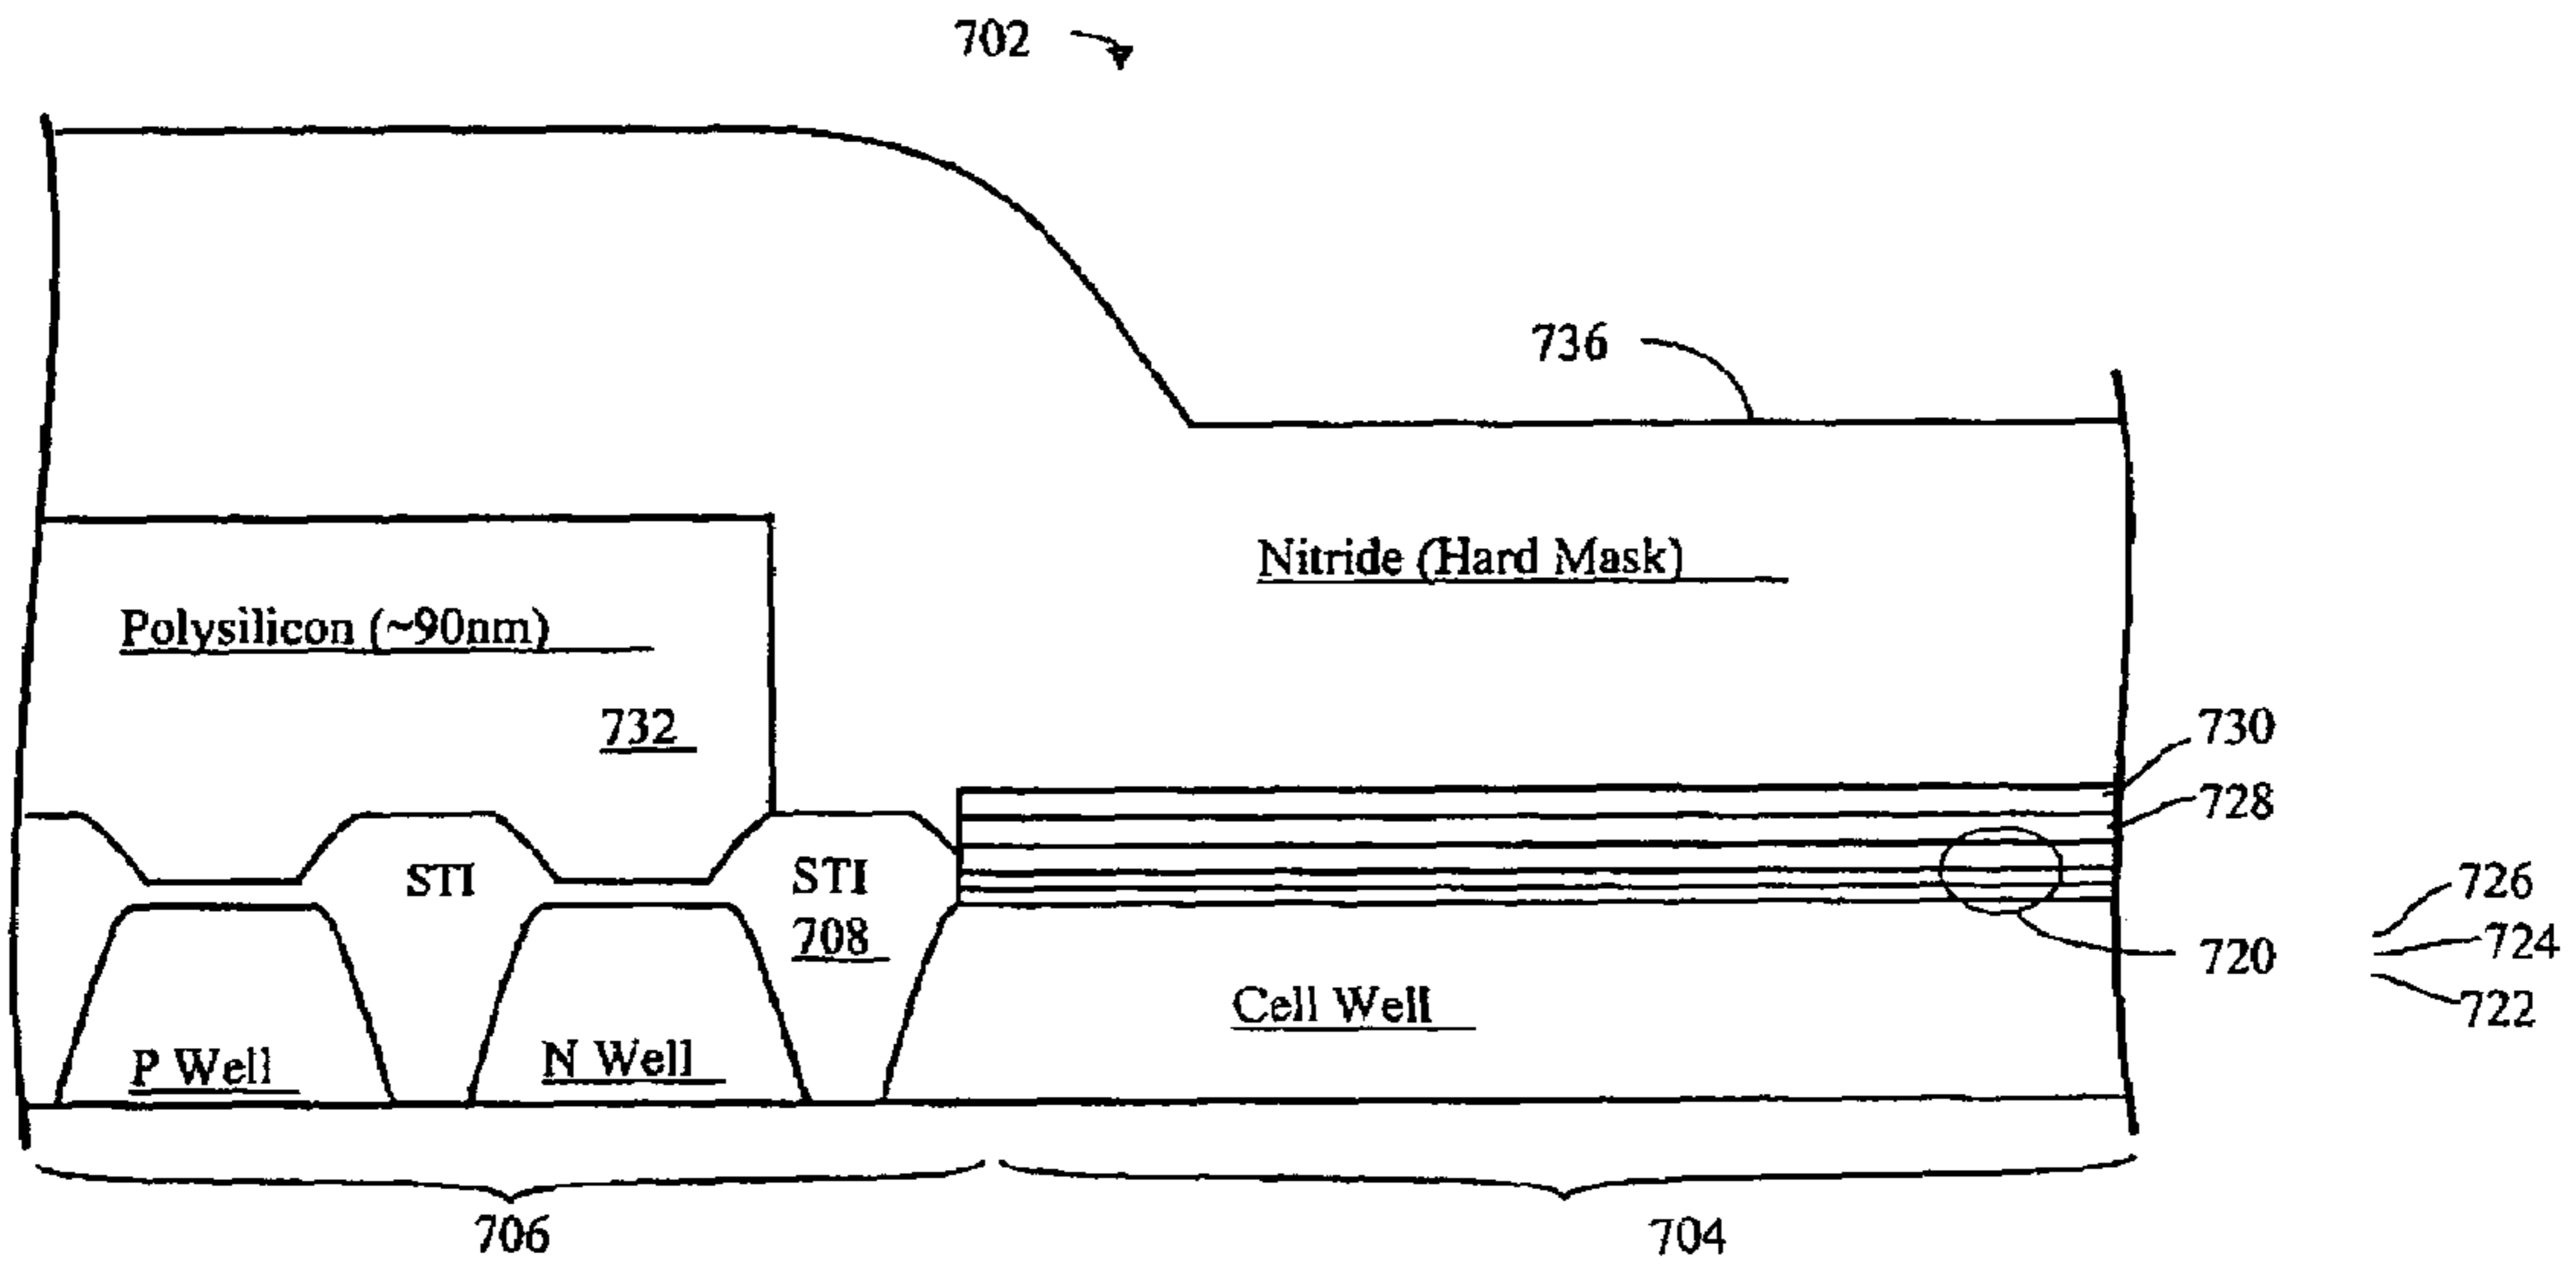 702
736
Nitride (Hard Mask)
Polysilicon (~90nm)
732
730
728
STI
STI
708
726
720
724
722
Cell Well
P Well
N Well
706
704